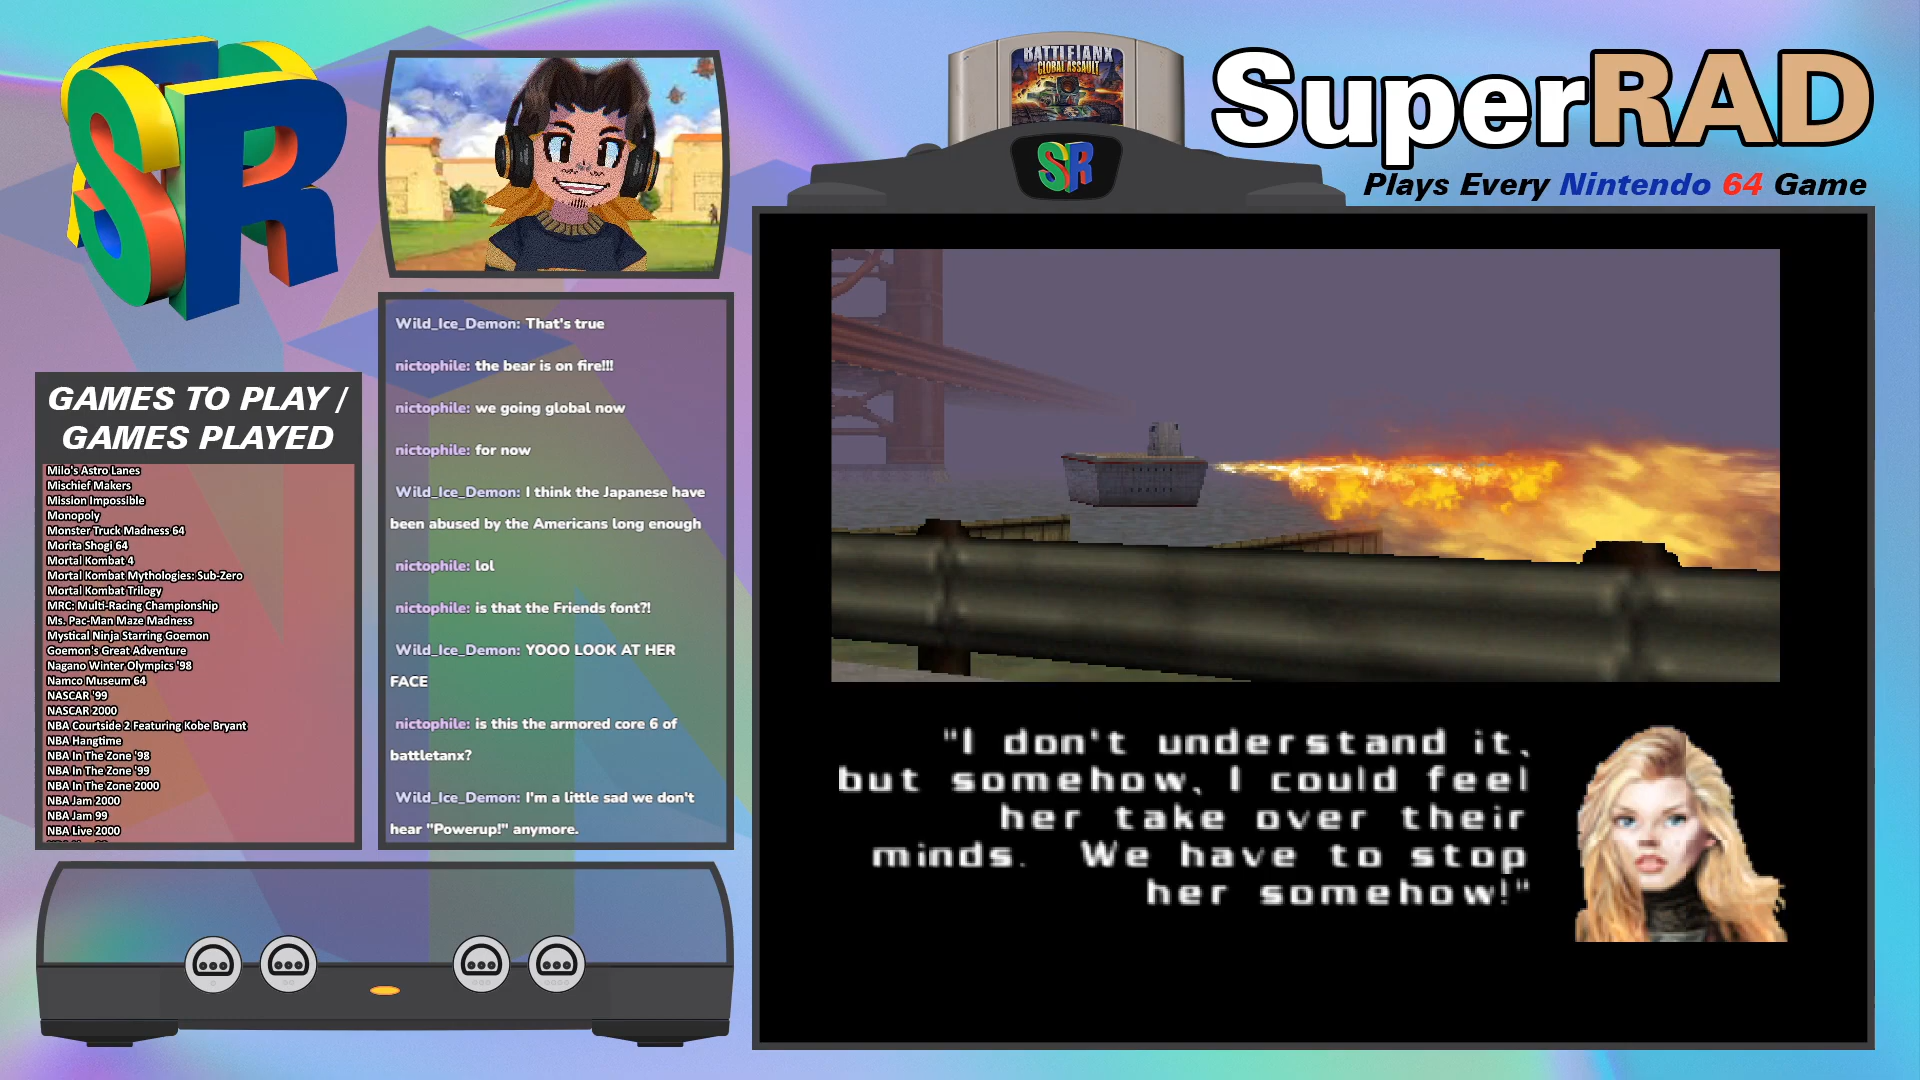 SR
BATTLETANX
GLOBAL ASSAULT
SR
SuperRAD
Plays Every Nintendo 64 Game
GAMES TO PLAY /
GAMES PLAYED
Milo's Astro Lanes
Mischief Makers
Mission Impossible
Monopoly
Monster Truck Madness 64
Morita Shogi 64
Mortal Kombat 4
Mortal Kombat Mythologies: Sub-Zero
Mortal Kombat Trilogy
MRC: Multi-Racing Championship
Ms. Pac-Man Maze Madness
Mystical Ninja Starring Goemon
Goemon's Great Adventure
Nagano Winter Olympics '98
Namco Museum 64
NASCAR '99
NASCAR 2000
NBA Courtside 2 Featuring Kobe Bryant
NBA Hangtime
NBA In The Zone '98
NBA In The Zone '99
NBA In The Zone 2000
NBA Jam 2000
NBA Jam 99
NBA Live 2000
Wild_Ice_Demon: That's true
nictophile: the bear is on fire!!!
nictophile: we going global now
nictophile: for now
Wild_Ice_Demon: I think the Japanese have
been abused by the Americans long enough
nictophile: lol
nictophile: is that the Friends font?!
Wild_Ice_Demon: YOOO LOOK AT HER
FACE
nictophile: is this the armored core 6 of
battletanx?
Wild_Ice_Demon: I'm a little sad we don't
hear "Powerup!" anymore.
"I don't understand it,
but somehow, I could feel
her take over their
minds. We have to stop
her somehow!"